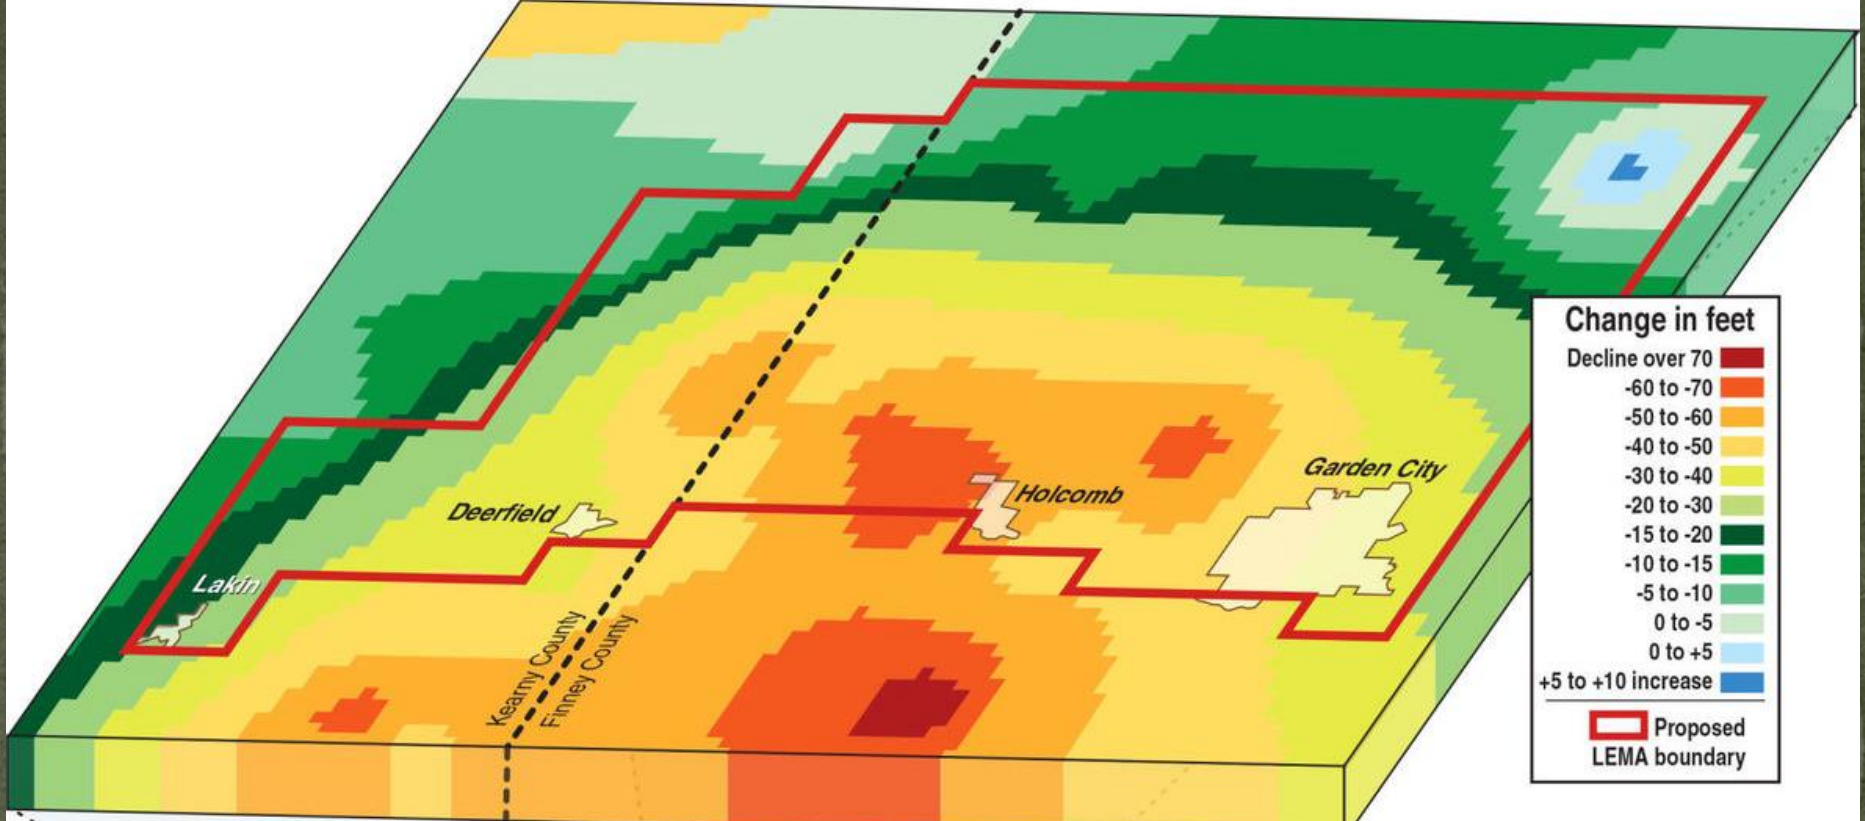 Deerfield
Holcomb
Garden City
Lakin
Kearny County
Finney County
Change in feet
Decline over 70
-60 to -70
-50 to -60
-40 to -50
-30 to -40
-20 to -30
-15 to -20
-10 to -15
-5 to -10
0 to -5
0 to +5
+5 to +10 increase
Proposed
LEMA boundary